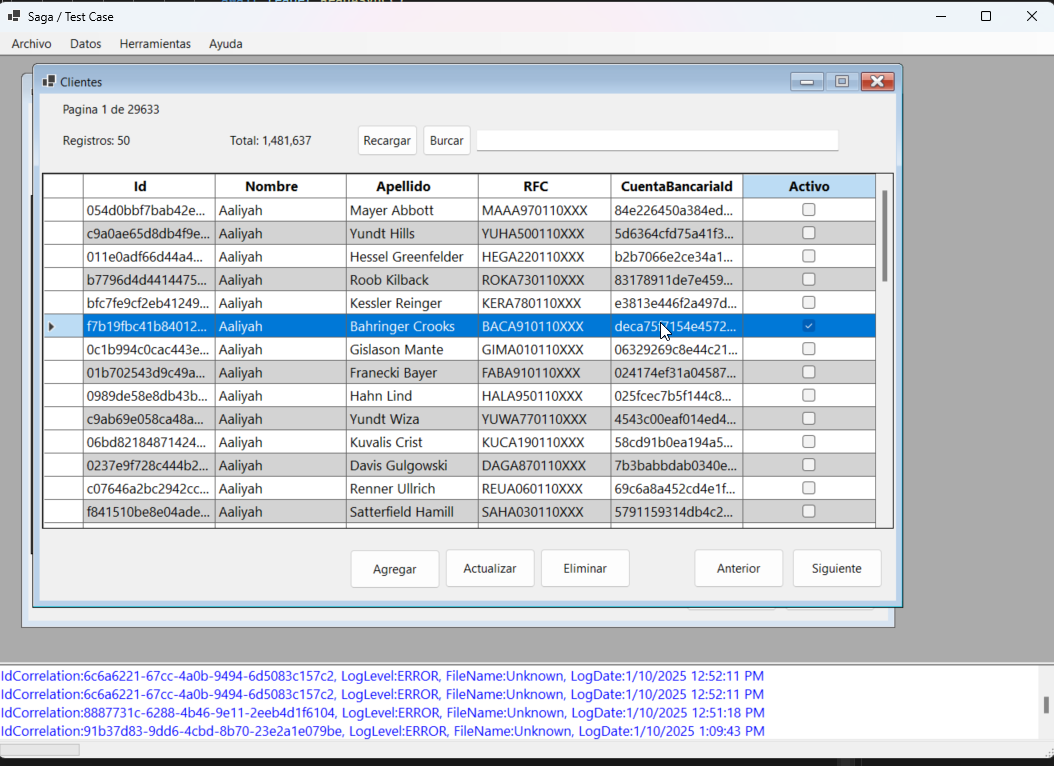 Saga / Test Case
Archivo Datos Herramientas Ayuda
Clientes
Pagina 1 de 29633
Registros: 50 Total: 1,481,637 Recargar Burcar
Id Nombre Apellido RFC CuentaBancariaId Activo
054d0bbf7bab42e... Aaliyah Mayer Abbott MAAA970110XXX 84e226450a384ed...
c9a0ae65d8db4f9e... Aaliyah Yundt Hills YUHA500110XXX 5d6364cfd75a41f3...
011e0adf66d44a4... Aaliyah Hessel Greenfelder HEGA220110XXX b2b7066e2ce34a1...
b7796d4d4414475... Aaliyah Roob Kilback ROKA730110XXX 83178911de7e459...
bfc7fe9cf2eb41249... Aaliyah Kessler Reinger KERA780110XXX e3813e446f2a497d...
f7b19fbc41b84012... Aaliyah Bahringer Crooks BACA910110XXX
0c1b994c0cac443e... Aaliyah Gislason Mante GIMA010110XXX 06329269c8e44c21...
01b702543d9c49a... Aaliyah Franecki Bayer FABA910110XXX 024174ef31a04587...
0989de58e8db43b... Aaliyah Hahn Lind HALA950110XXX 025fcec7b5f144c8...
c9ab69e058ca48a... Aaliyah Yundt Wiza YUWA770110XXX 4543c00eaf014ed4...
06bd82184871424... Aaliyah Kuvalis Crist KUCA190110XXX 58cd91b0ea194a5...
0237e9f728c444b2... Aaliyah Davis Gulgowski DAGA870110XXX 7b3babbdab0340e...
c07646a2bc2942cc... Aaliyah Renner Ullrich REUA060110XXX 69c6a8a452cd4e1f...
f841510be8e04ade... Aaliyah Satterfield Hamill SAHA030110XXX 5791159314db4c2...
Agregar Actualizar Eliminar Anterior Siguiente
IdCorrelation:6c6a6221-67cc-4a0b-9494-6d5083c157c2, LogLevel:ERROR, FileName:Unknown, LogDate:1/10/2025 12:52:11 PM
IdCorrelation:6c6a6221-67cc-4a0b-9494-6d5083c157c2, LogLevel:ERROR, FileName:Unknown, LogDate:1/10/2025 12:52:11 PM
IdCorrelation:8887731c-6288-4b46-9e11-2eeb4d1f6104, LogLevel:ERROR, FileName:Unknown, LogDate:1/10/2025 12:51:18 PM
IdCorrelation:91b37d83-9dd6-4cbd-8b70-23e2a1e079be, LogLevel:ERROR, FileName:Unknown, LogDate:1/10/2025 1:09:43 PM